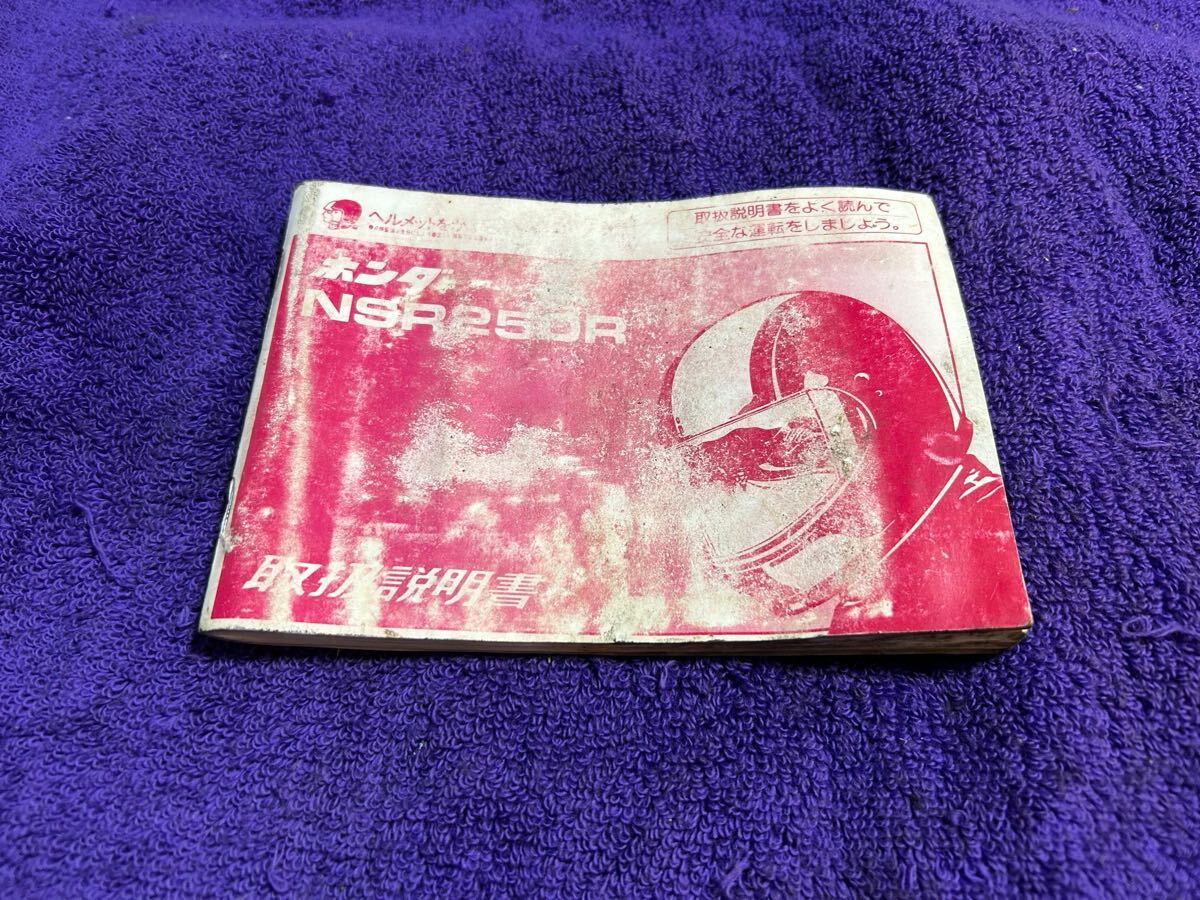 ヘルメットを
取扱説明書をよく読んで
全な運転をしましょう。
ホンダ
NSR250R
取扱説明書